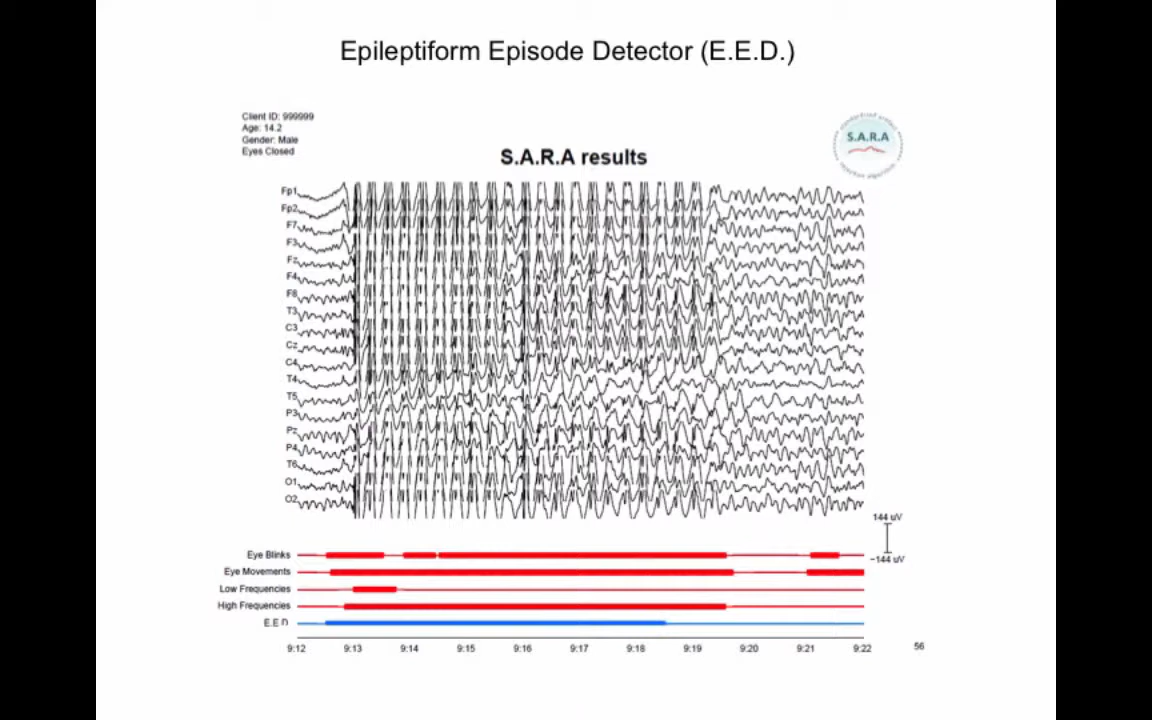 Epileptiform Episode Detector (E.E.D.)
Client ID: 999999
Age: 14.2
Gender: Male
Eyes Closed
S.A.R.A
S.A.R.A results
Fp1
Fp2
F7
F3
Fz
F4
F8
T3
C3
Cz
C4
T4
T5
P3
Pz
P4
T6
O1
O2
144 uV
−144 uV
Eye Blinks
Eye Movements
Low Frequencies
High Frequencies
E.E.D
9:12 9:13 9:14 9:15 9:16 9:17 9:18 9:19 9:20 9:21 9:22
56